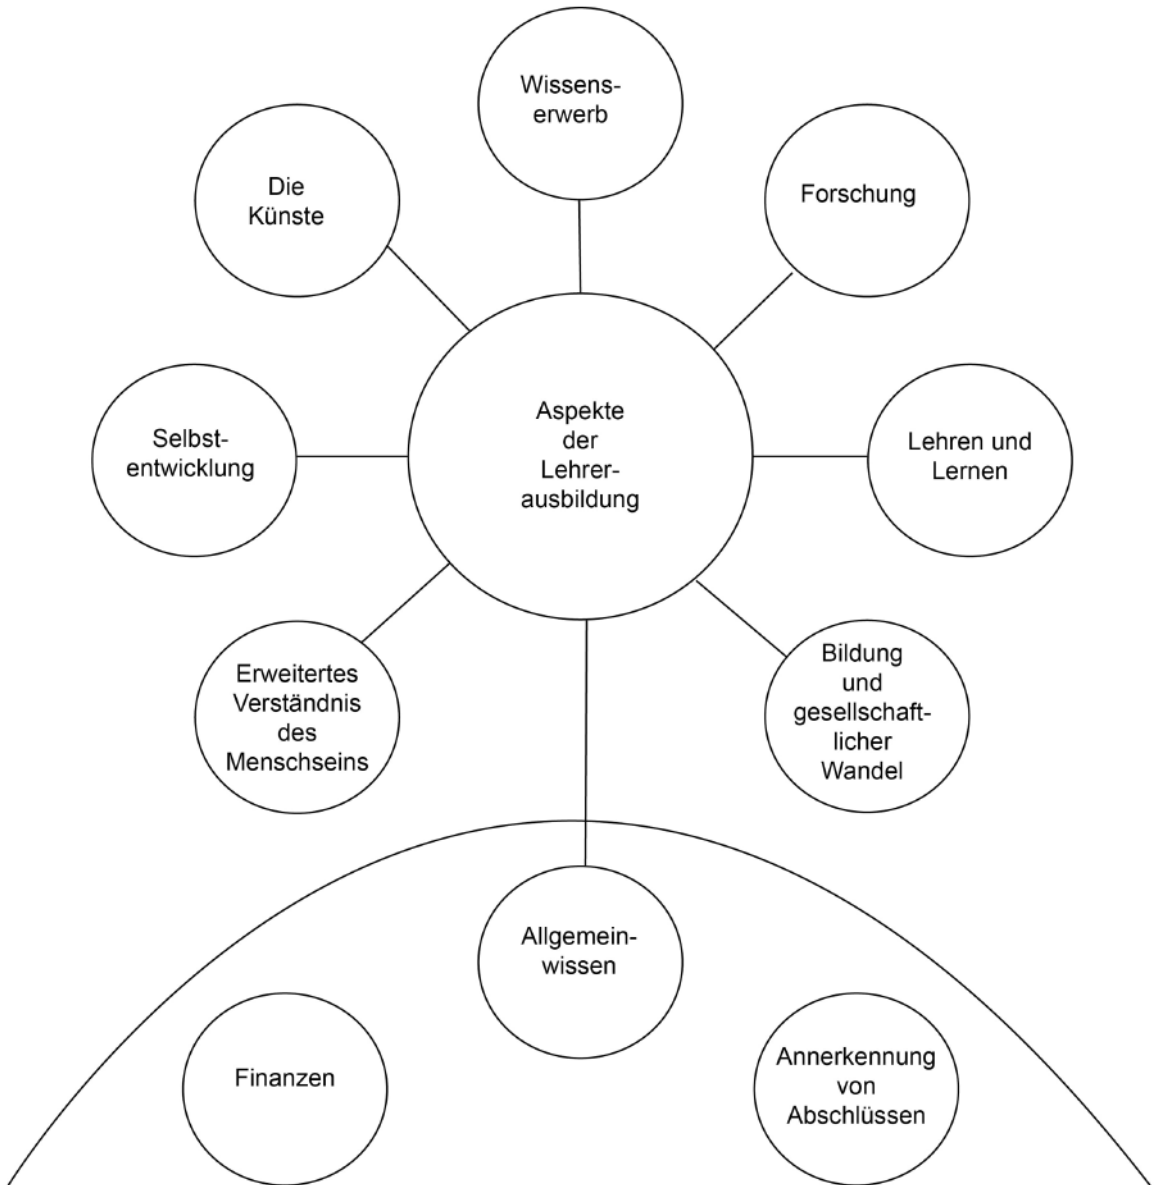 Wissens-
erwerb
Die
Künste
Forschung
Aspekte
der
Lehrer-
ausbildung
Selbst-
entwicklung
Lehren und
Lernen
Erweitertes
Verständnis
des
Menschseins
Bildung
und
gesellschaft-
licher
Wandel
Allgemein-
wissen
Finanzen
Annerkennung
von
Abschlüssen